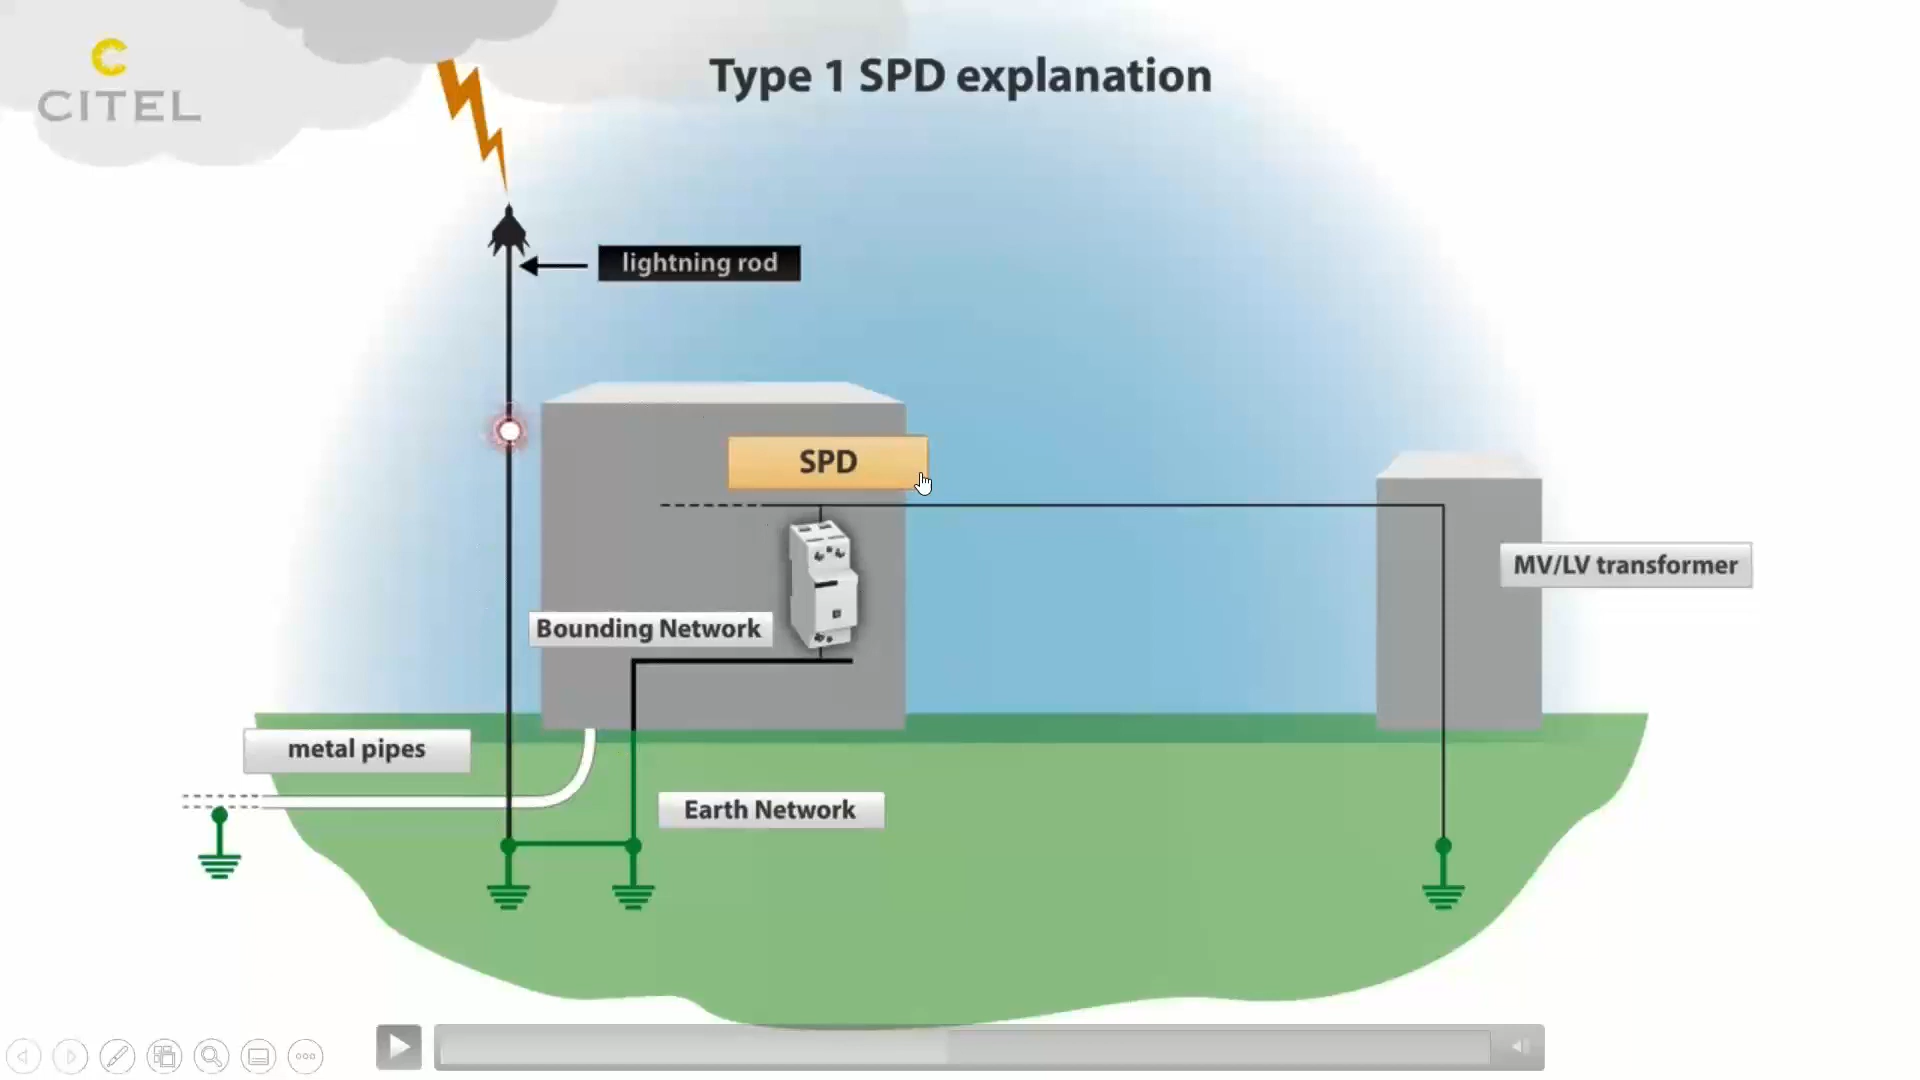 CITEL
Type 1 SPD explanation
lightning rod
SPD
MV/LV transformer
Bounding Network
metal pipes
Earth Network